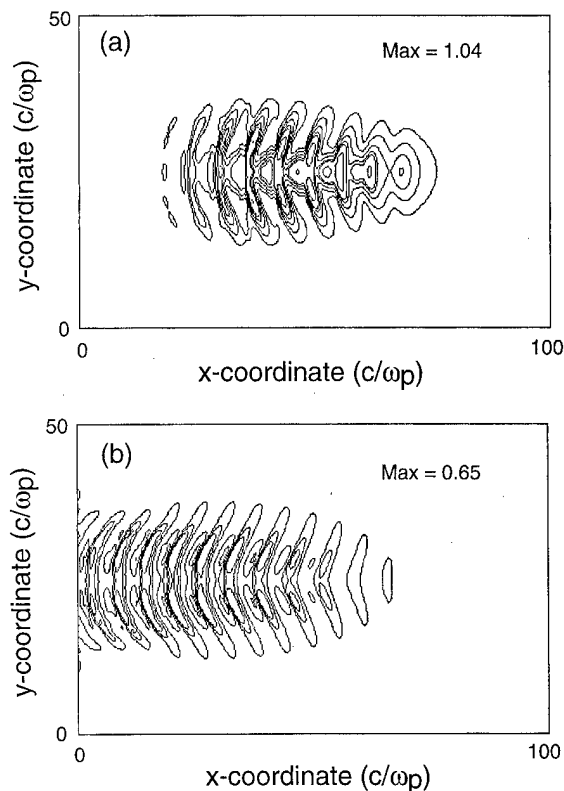 50
(a)
Max = 1.04
y-coordinate (c/ωp)
0
0
100
x-coordinate (c/ωp)
50
(b)
Max = 0.65
y-coordinate (c/ωp)
0
0
100
x-coordinate (c/ωp)